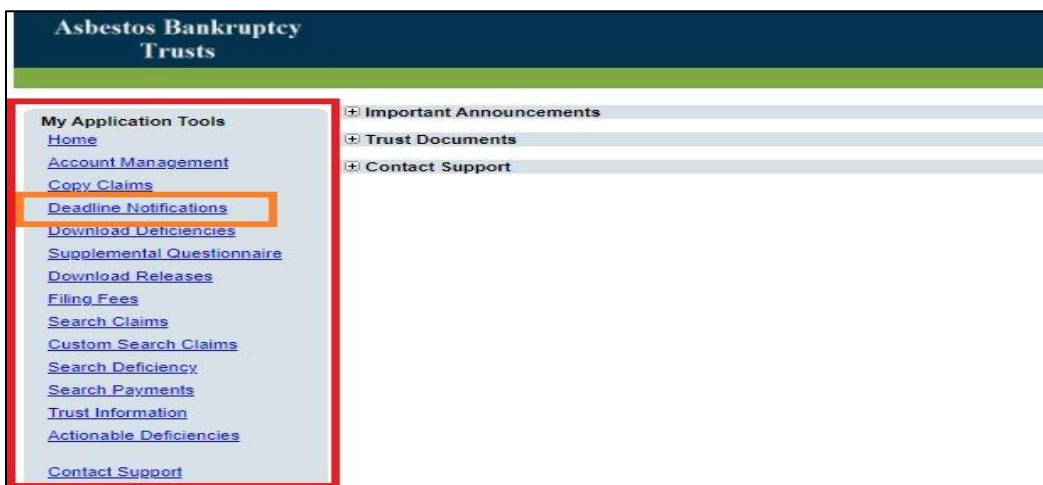 Asbestos Bankruptcy
Trusts
My Application Tools
Home
Account Management
Copy Claims
Deadline Notifications
Download Deficiencies
Supplemental Questionnaire
Download Releases
Filing Fees
Search Claims
Custom Search Claims
Search Deficiency
Search Payments
Trust Information
Actionable Deficiencies
Contact Support
Important Announcements
Trust Documents
Contact Support